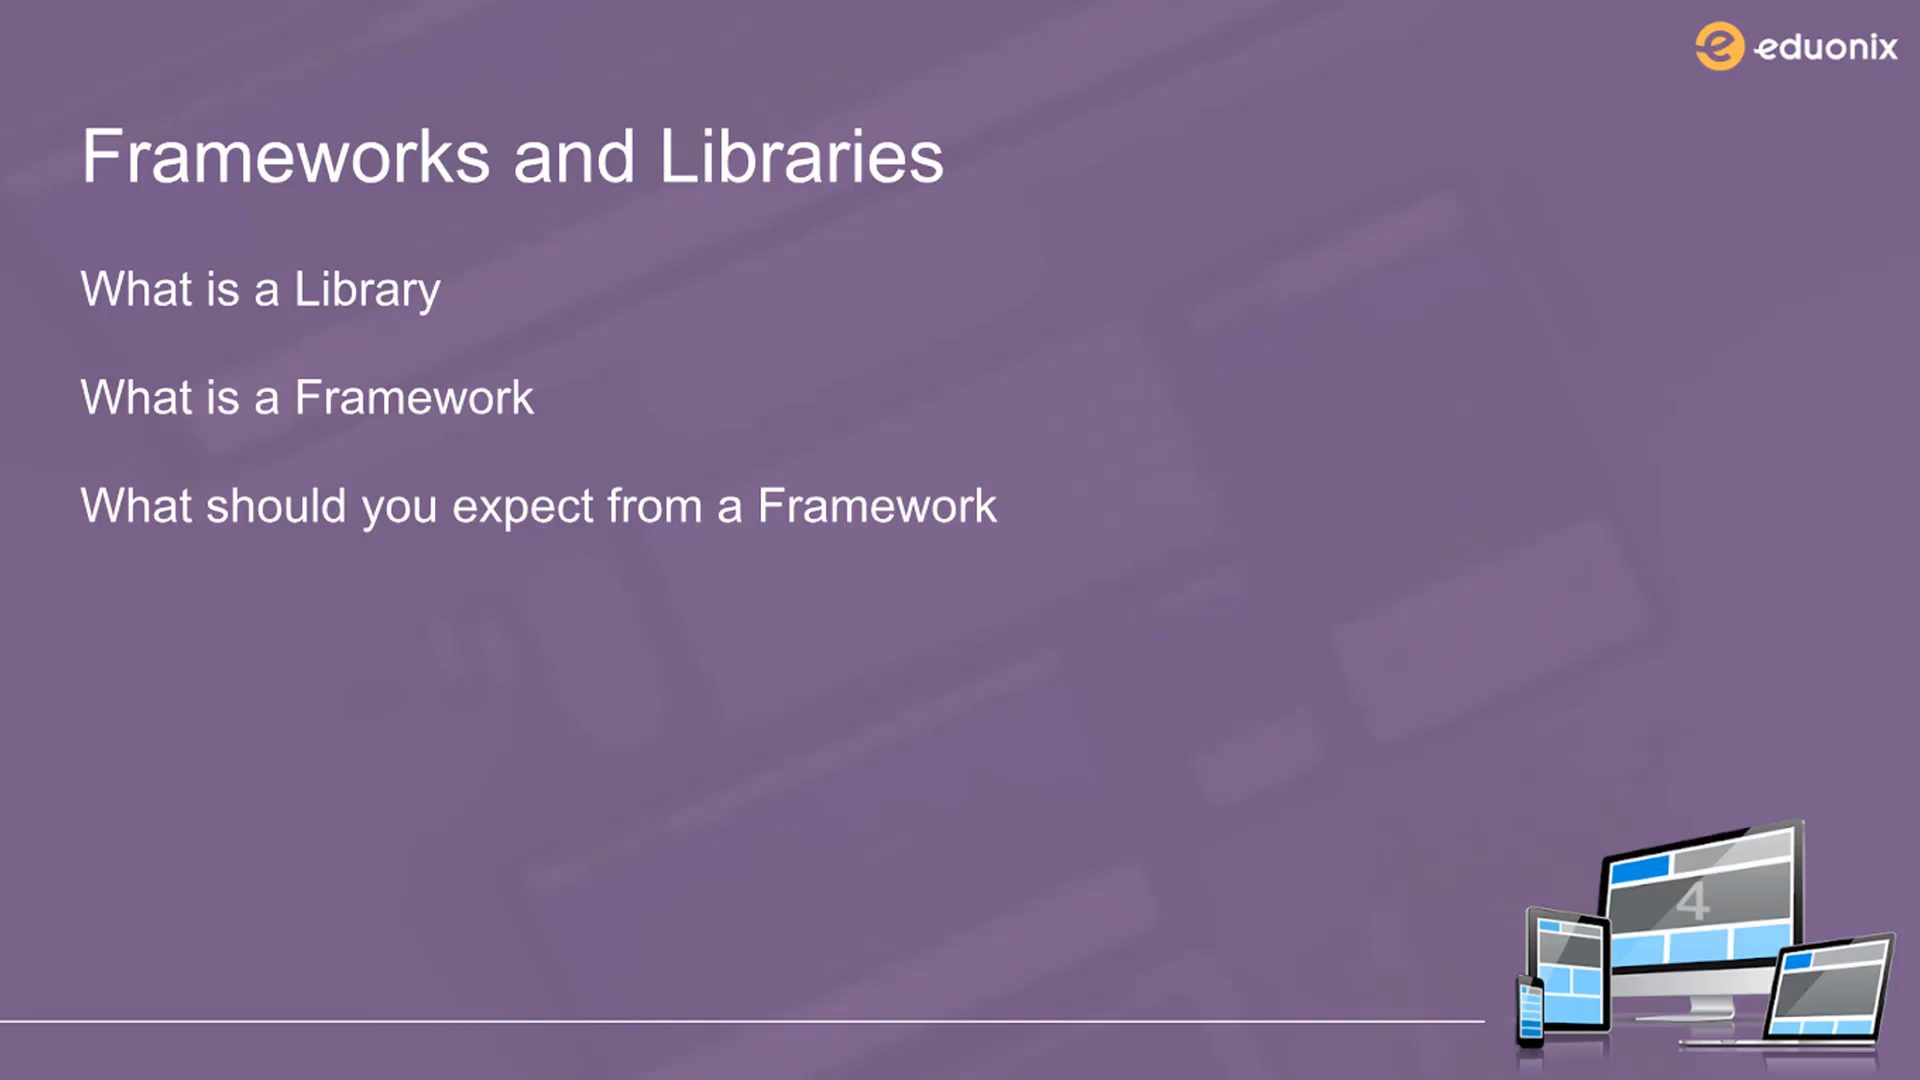 eduonix
Frameworks and Libraries
What is a Library
What is a Framework
What should you expect from a Framework
4